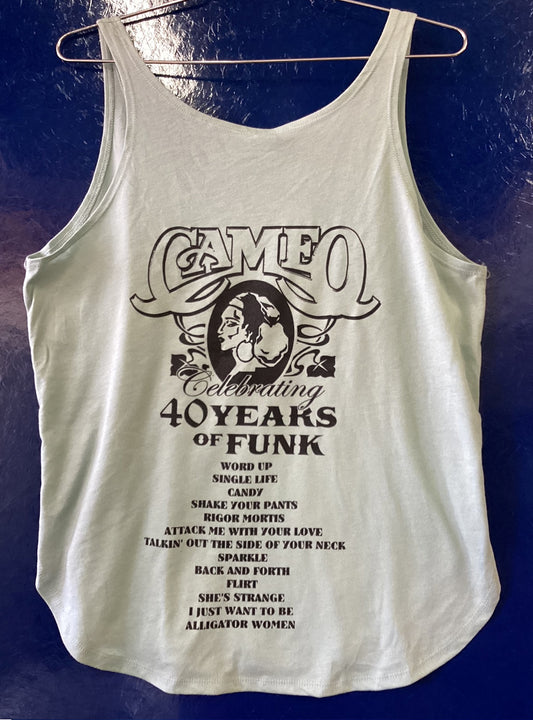 CAMEO
Celebrating
40 YEARS
OF FUNK
WORD UP
SINGLE LIFE
CANDY
SHAKE YOUR PANTS
RIGOR MORTIS
ATTACK ME WITH YOUR LOVE
TALKIN' OUT THE SIDE OF YOUR NECK
SPARKLE
BACK AND FORTH
FLIRT
SHE'S STRANGE
I JUST WANT TO BE
ALLIGATOR WOMEN